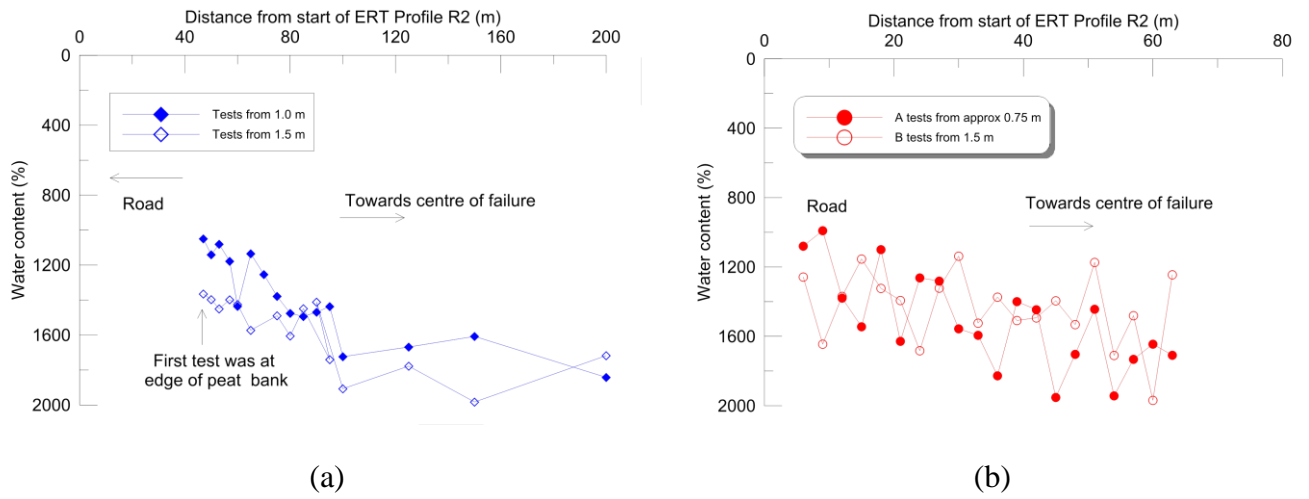 Distance from start of ERT Profile R2 (m)
0 40 80 120 160 200
0
400
800
1200
1600
2000
Water content (%)
Tests from 1.0 m
Tests from 1.5 m
Road
Towards centre of failure
First test was at
edge of peat bank
(a)
Distance from start of ERT Profile R2 (m)
0 20 40 60 80
0
400
800
1200
1600
2000
Water content (%)
A tests from approx 0.75 m
B tests from 1.5 m
Road
Towards centre of failure
(b)